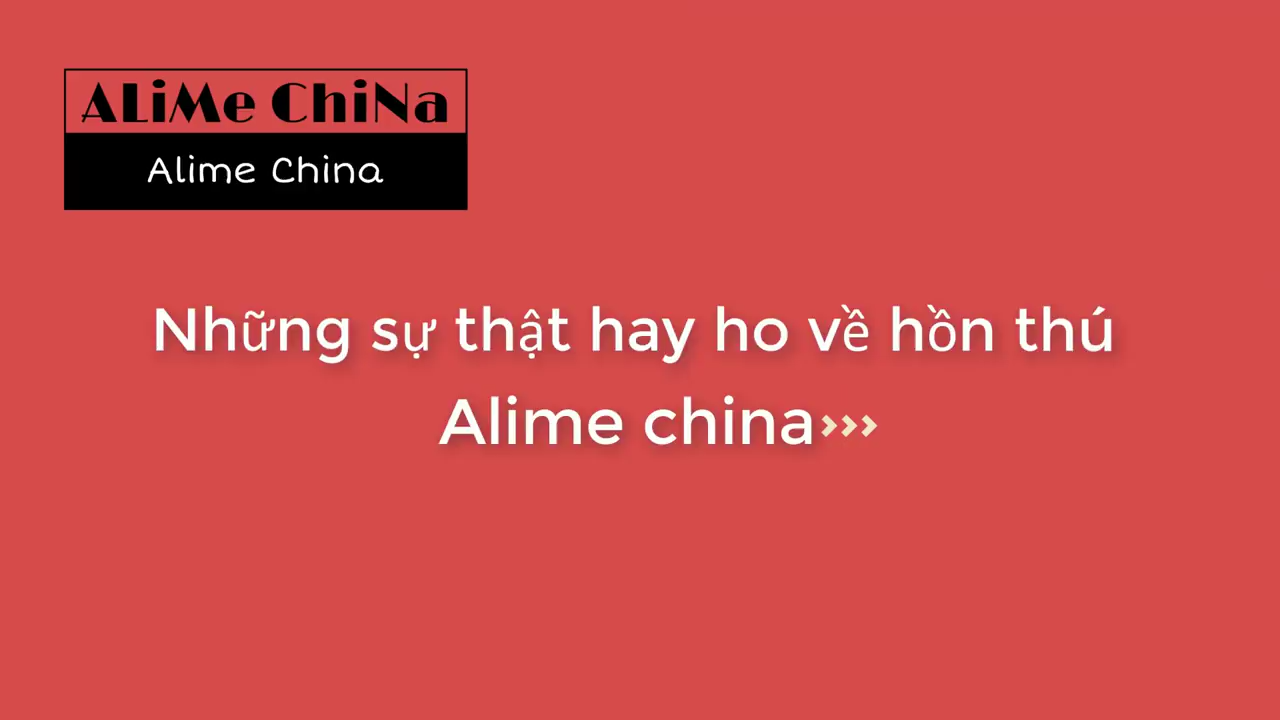 ALiMe ChiNa
Alime China
Những sự thật hay ho về hồn thú
Alime china›››